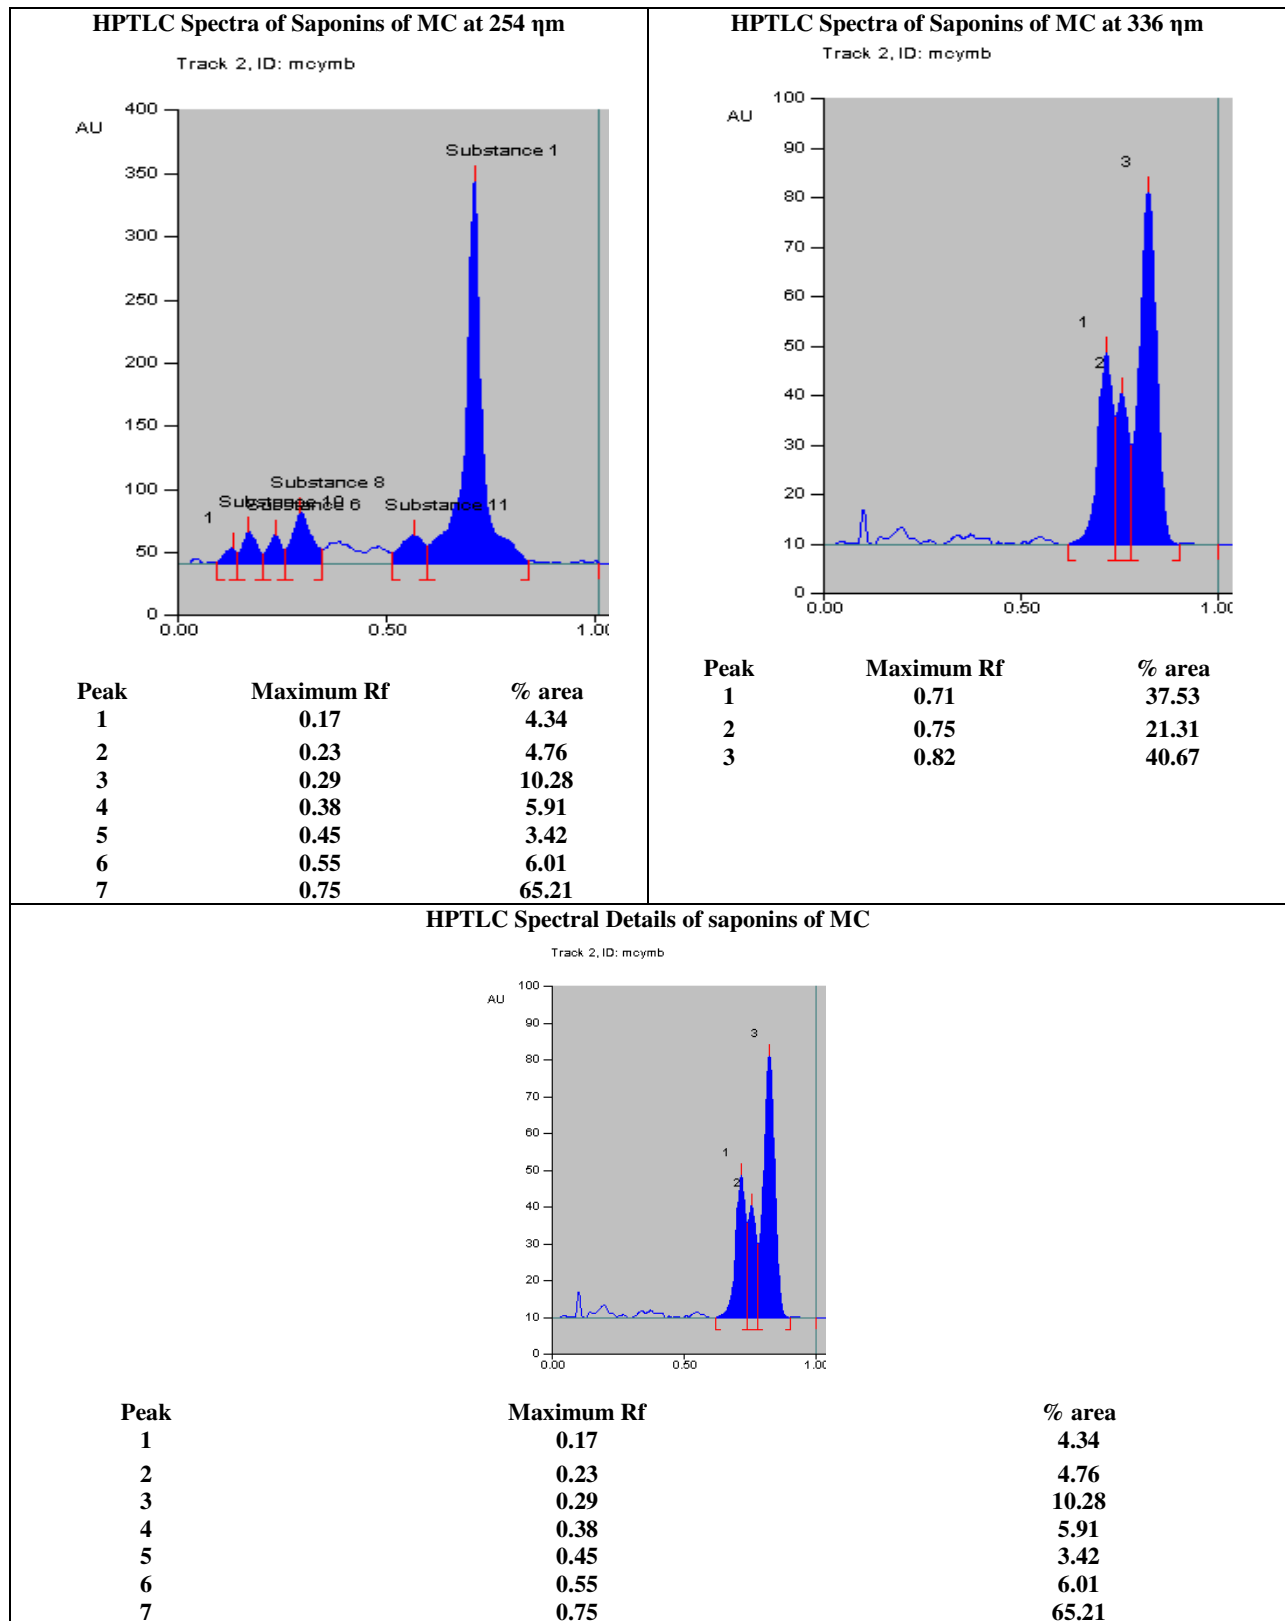 HPTLC Spectra of Saponins of MC at 254 ηm
Track 2, ID: mcymb
400
AU
350
300
250
200
150
100
50
0
Substance 1
Substance 8
Substance 10
Substance 6
Substance 11
1
0.00 0.50 1.00
Peak Maximum Rf % area
1 0.17 4.34
2 0.23 4.76
3 0.29 10.28
4 0.38 5.91
5 0.45 3.42
6 0.55 6.01
7 0.75 65.21
HPTLC Spectra of Saponins of MC at 336 ηm
Track 2, ID: mcymb
100
AU
90
80
70
60
50
40
30
20
10
0
3
1
2
0.00 0.50 1.00
Peak Maximum Rf % area
1 0.71 37.53
2 0.75 21.31
3 0.82 40.67
HPTLC Spectral Details of saponins of MC
Track 2, ID: mcymb
100
AU
90
80
70
60
50
40
30
20
10
0
3
1
2
0.00 0.50 1.00
Peak Maximum Rf % area
1 0.17 4.34
2 0.23 4.76
3 0.29 10.28
4 0.38 5.91
5 0.45 3.42
6 0.55 6.01
7 0.75 65.21